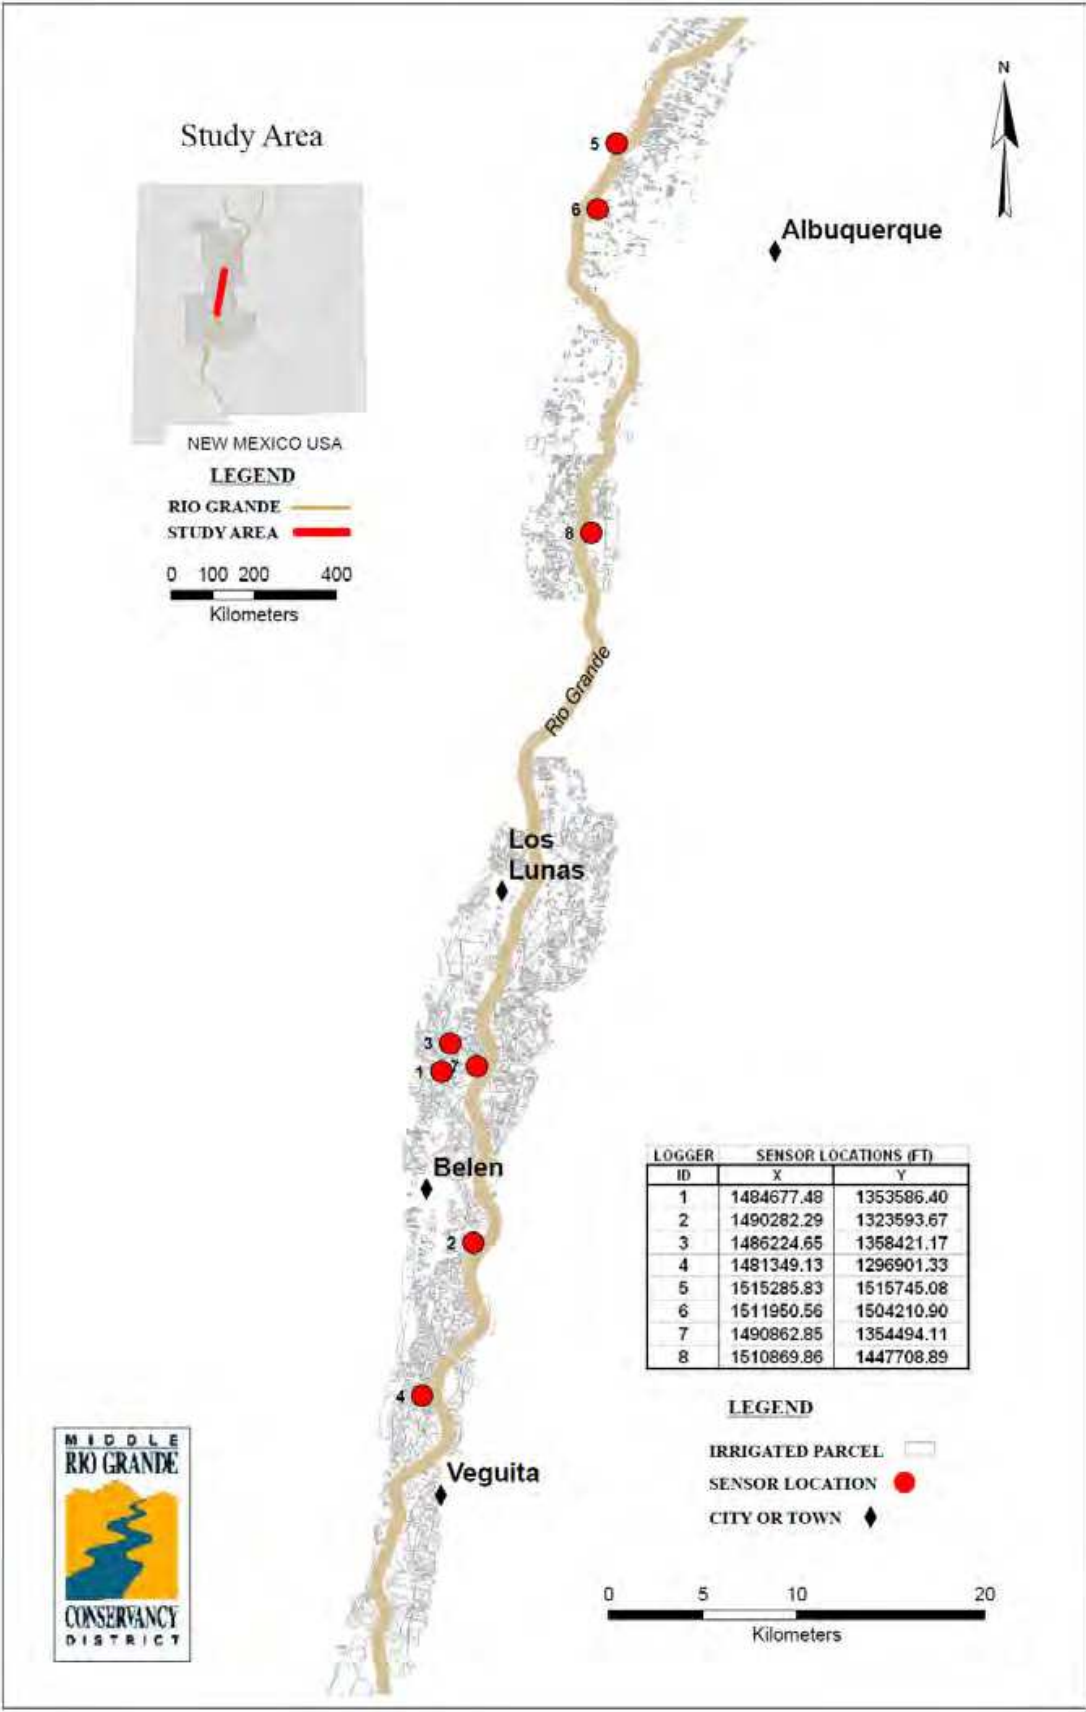 N
Study Area
5
6
Albuquerque
NEW MEXICO USA
LEGEND
RIO GRANDE
STUDY AREA
8
0 100 200 400
Kilometers
Rio Grande
Los
Lunas
3
1 7
Belen
2
4
Veguita
LOGGER SENSOR LOCATIONS (FT)
ID X Y
1 1484677.48 1353586.40
2 1490282.29 1323593.67
3 1486224.65 1358421.17
4 1481349.13 1296901.33
5 1515285.83 1515745.08
6 1511950.56 1504210.90
7 1490862.85 1354494.11
8 1510869.86 1447708.89
LEGEND
IRRIGATED PARCEL
SENSOR LOCATION
CITY OR TOWN
MIDDLE
RIO GRANDE
CONSERVANCY
DISTRICT
0 5 10 20
Kilometers